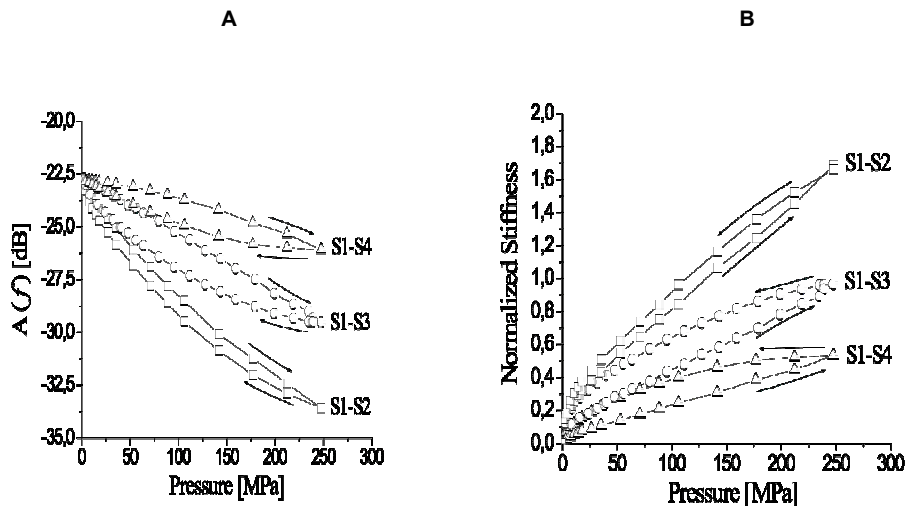 A
B
-20,0
-22,5
-25,0
-27,5
-30,0
-32,5
-35,0
A (f) [dB]
S1-S4
S1-S3
S1-S2
0
50
100
150
200
250
300
Pressure [MPa]
2,0
1,8
1,6
1,4
1,2
1,0
0,8
0,6
0,4
0,2
0,0
Normalized Stiffness
S1-S2
S1-S3
S1-S4
0
50
100
150
200
250
300
Pressure [MPa]